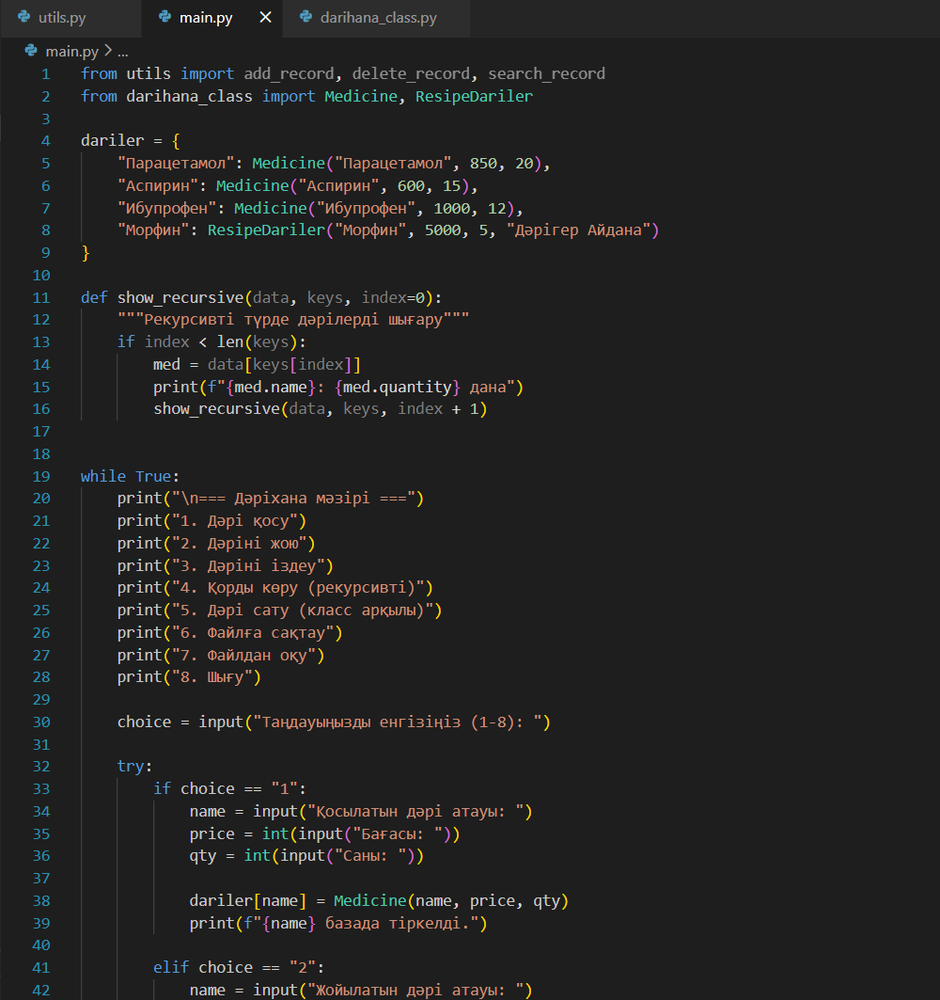 utils.py main.py × darihana_class.py
main.py > ...
1 from utils import add_record, delete_record, search_record
2 from darihana_class import Medicine, ResipeDariler
3
4 dariler = {
5     "Парацетамол": Medicine("Парацетамол", 850, 20),
6     "Аспирин": Medicine("Аспирин", 600, 15),
7     "Ибупрофен": Medicine("Ибупрофен", 1000, 12),
8     "Морфин": ResipeDariler("Морфин", 5000, 5, "Дәрігер Айдана")
9 }
10
11 def show_recursive(data, keys, index=0):
12     """Рекурсивті түрде дәрілерді шығару"""
13     if index < len(keys):
14         med = data[keys[index]]
15         print(f"{med.name}: {med.quantity} дана")
16         show_recursive(data, keys, index + 1)
17
18
19 while True:
20     print("\n=== Дәріхана мәзірі ===")
21     print("1. Дәрі қосу")
22     print("2. Дәріні жою")
23     print("3. Дәріні іздеу")
24     print("4. Қорды көру (рекурсивті)")
25     print("5. Дәрі сату (класс арқылы)")
26     print("6. Файлға сақтау")
27     print("7. Файлдан оқу")
28     print("8. Шығу")
29
30     choice = input("Таңдауыңызды енгізіңіз (1-8): ")
31
32     try:
33         if choice == "1":
34             name = input("Қосылатын дәрі атауы: ")
35             price = int(input("Бағасы: "))
36             qty = int(input("Саны: "))
37
38             dariler[name] = Medicine(name, price, qty)
39             print(f"{name} базада тіркелді.")
40
41         elif choice == "2":
42             name = input("Жойылатын дәрі атауы: ")